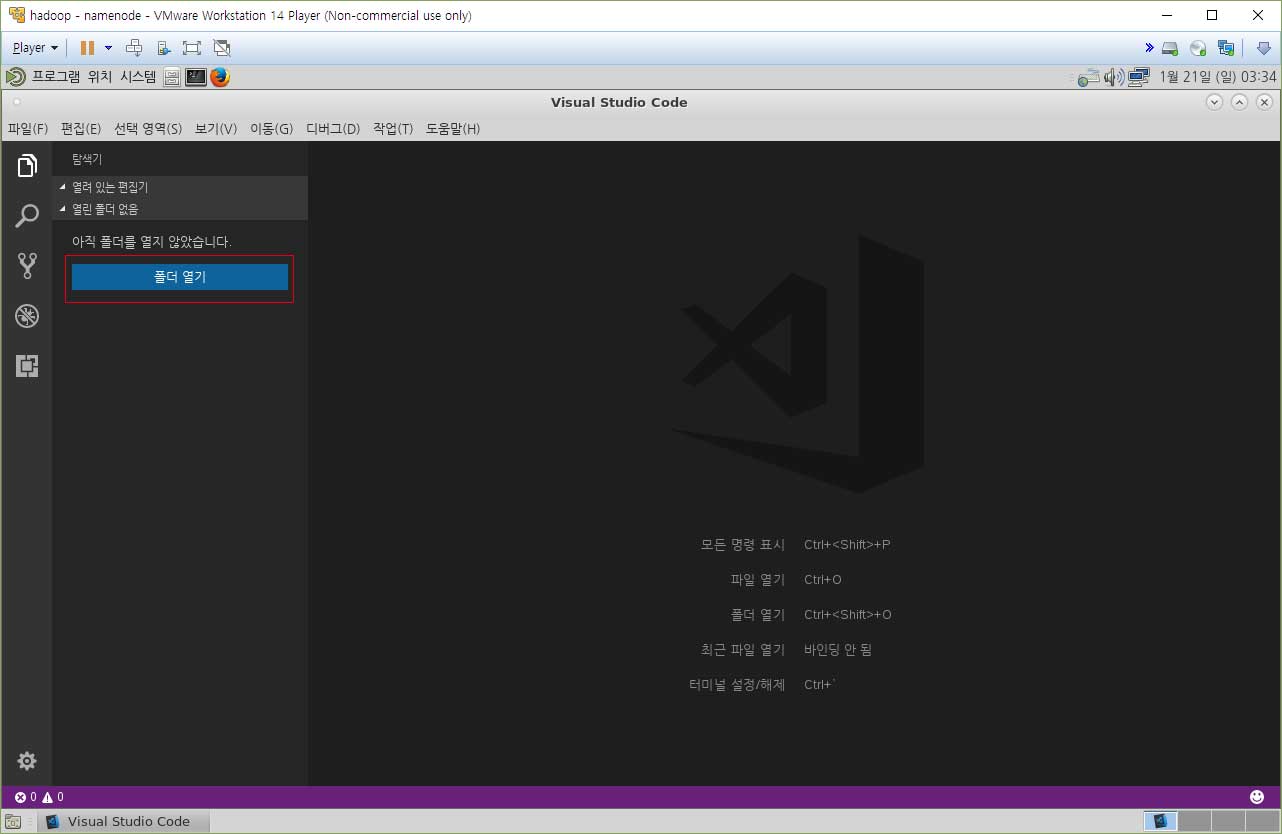 hadoop - namenode - VMware Workstation 14 Player (Non-commercial use only)
Player
프로그램 위치 시스템 1월 21일 (일) 03:34
Visual Studio Code
파일(F) 편집(E) 선택 영역(S) 보기(V) 이동(G) 디버그(D) 작업(T) 도움말(H)
탐색기
열려 있는 편집기
열린 폴더 없음
아직 폴더를 열지 않았습니다.
폴더 열기
모든 명령 표시 Ctrl+<Shift>+P
파일 열기 Ctrl+O
폴더 열기 Ctrl+<Shift>+O
최근 파일 열기 바인딩 안 됨
터미널 설정/해제 Ctrl+`
0 0
Visual Studio Code